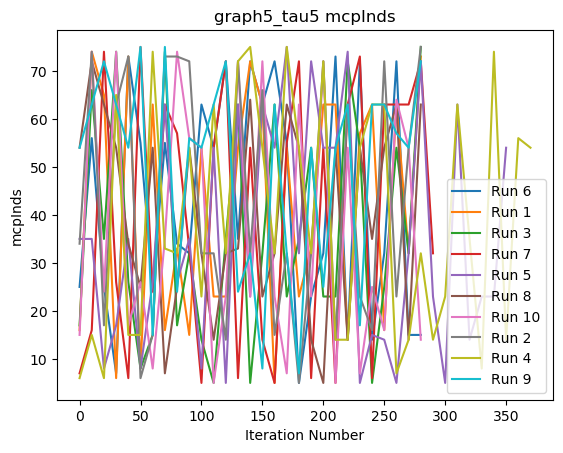 graph5_tau5 mcpInds
mcpInds
70
60
50
40
30
20
10
0
50
100
150
200
250
300
350
Iteration Number
Run 6
Run 1
Run 3
Run 7
Run 5
Run 8
Run 10
Run 2
Run 4
Run 9